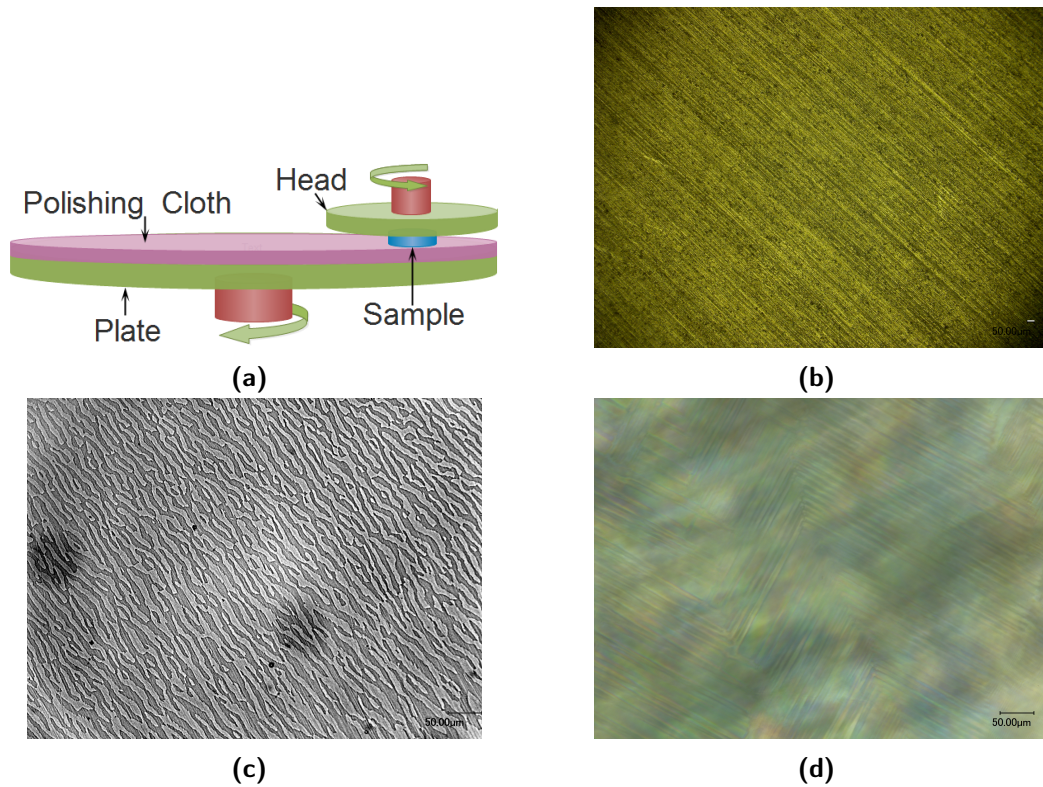 Head
Polishing Cloth
Plate
Sample
(a)
50.00μm
(b)
50.00μm
(c)
50.00μm
(d)